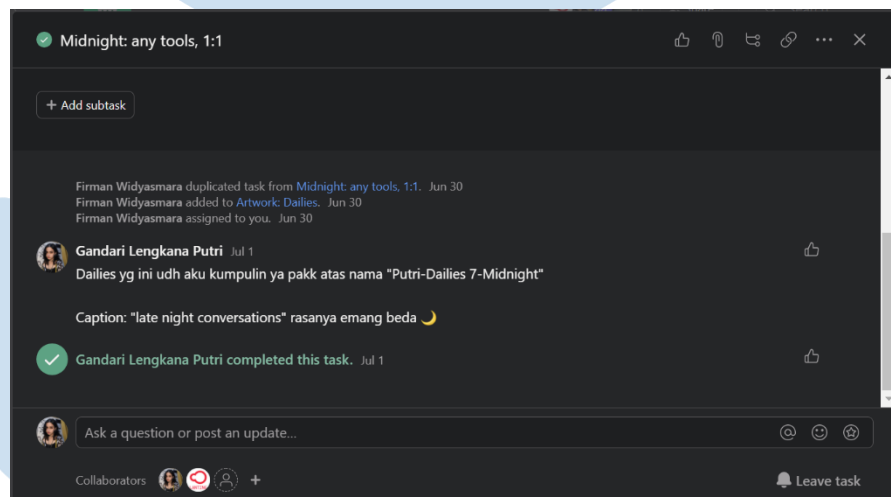 Midnight: any tools, 1:1
+ Add subtask
Firman Widyasmara duplicated task from Midnight: any tools, 1:1. Jun 30
Firman Widyasmara added to Artwork: Dailies. Jun 30
Firman Widyasmara assigned to you. Jun 30
Gandari Lengkana Putri Jul 1
Dailies yg ini udh aku kumpulin ya pakk atas nama "Putri-Dailies 7-Midnight"
Caption: "late night conversations" rasanya emang beda 🌙
Gandari Lengkana Putri completed this task. Jul 1
Ask a question or post an update...
Collaborators
Leave task